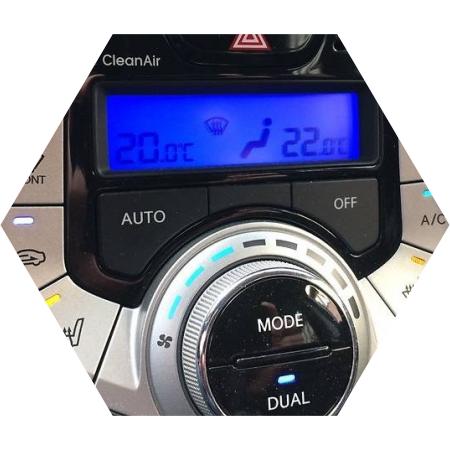 CleanAir
20.0°C 22.0°C
AUTO
OFF
A/C
MODE
DUAL